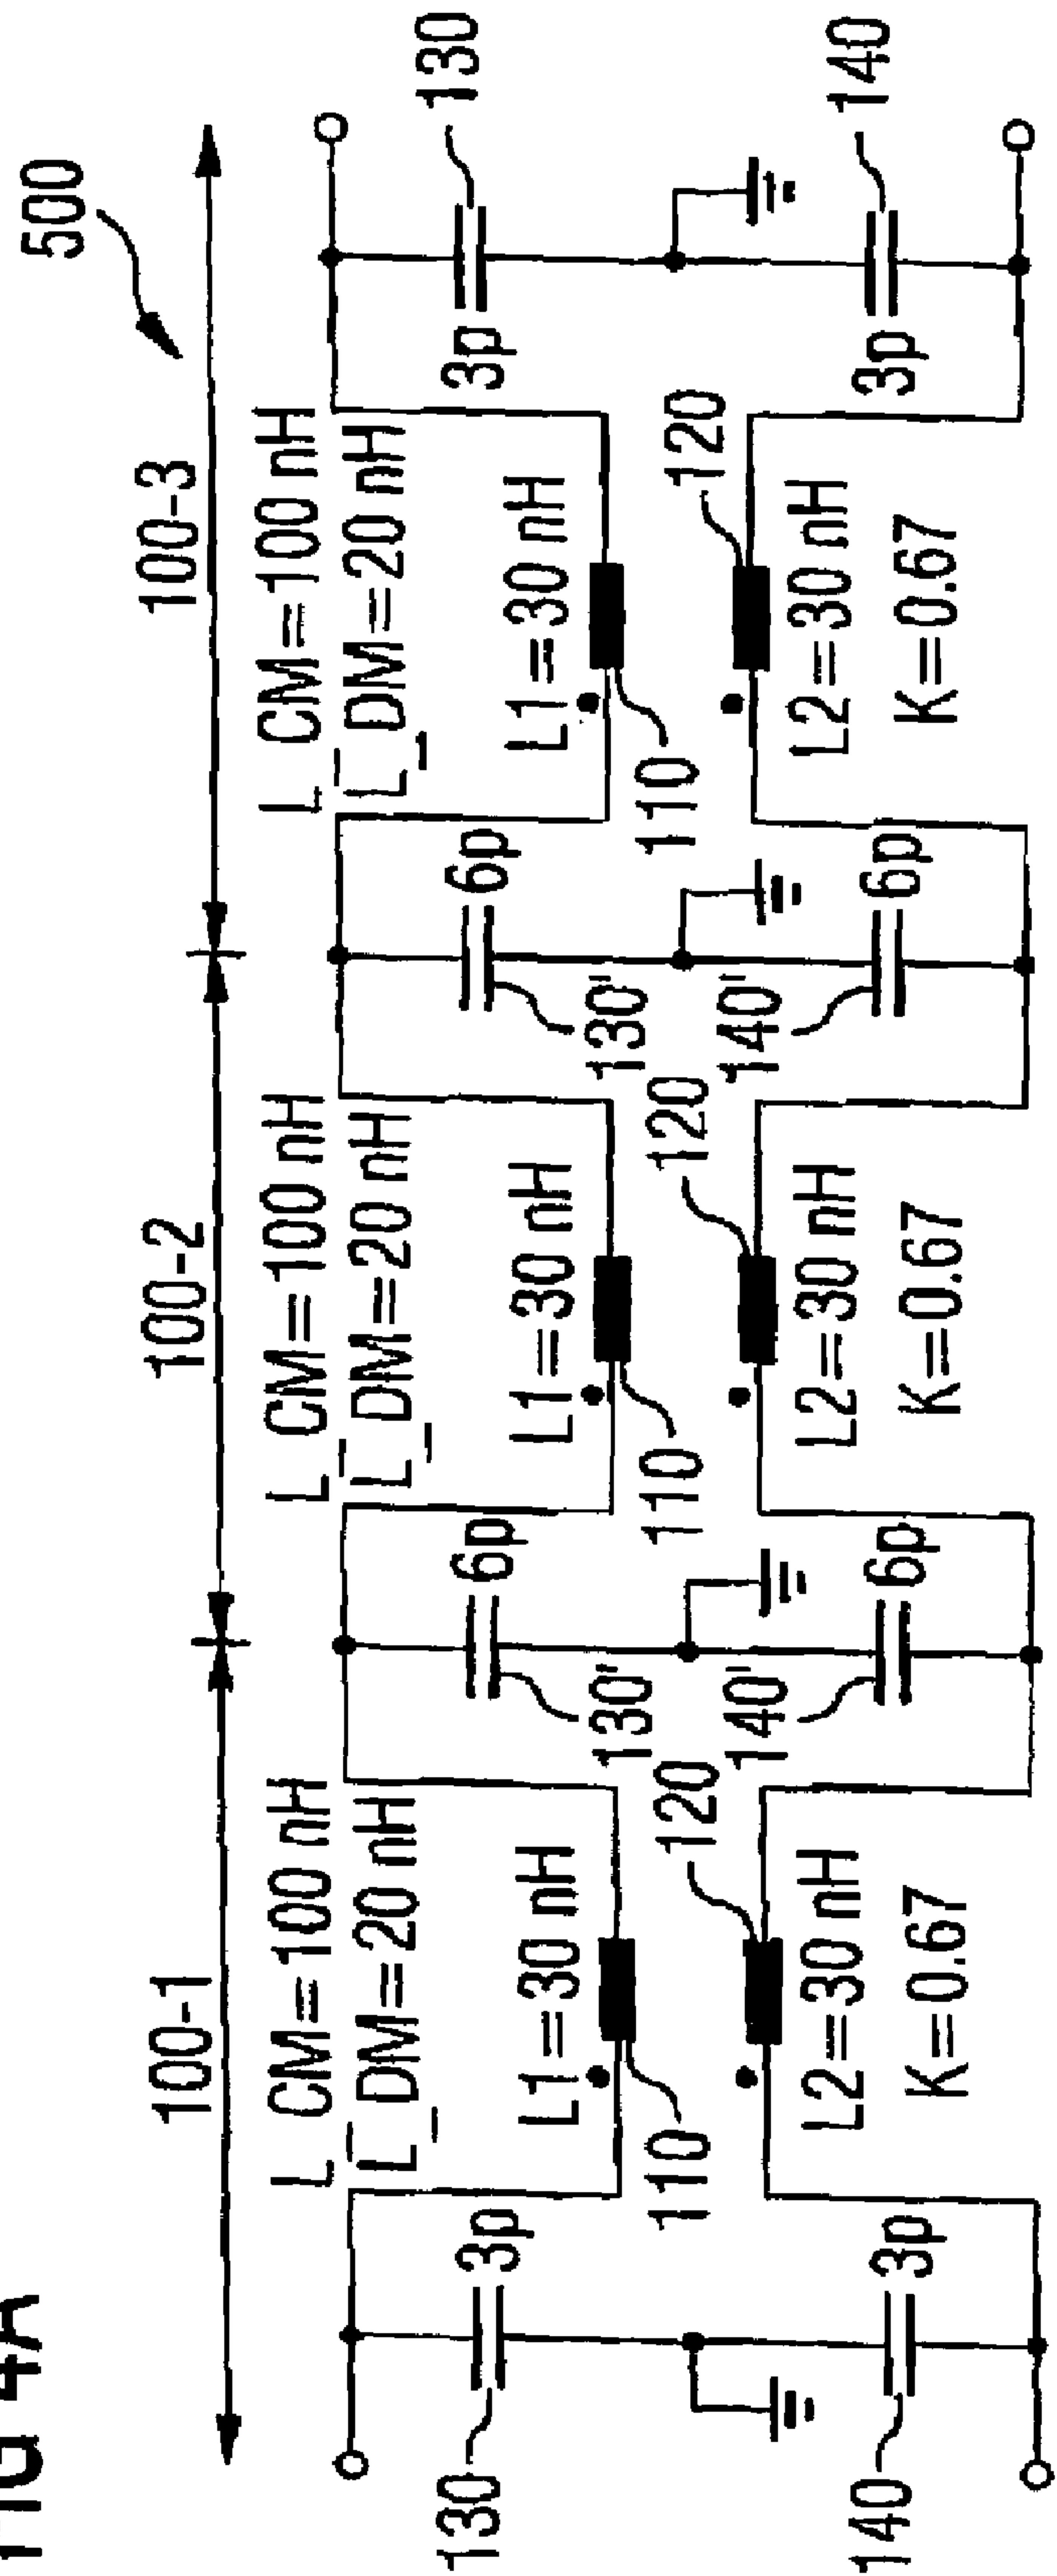 FIG 4A
500
100-1
100-2
100-3
L_CM=100 nH
L_DM=20 nH
L_CM=100 nH
L_DM=20 nH
L_CM=100 nH
L_DM=20 nH
130
3p
L1=30 nH
110
6p
130'
L1=30 nH
110
6p
130'
L1=30 nH
110
3p
130
140
3p
120
L2=30 nH
K=0.67
140'
6p
120
L2=30 nH
K=0.67
140'
6p
120
L2=30 nH
K=0.67
3p
140